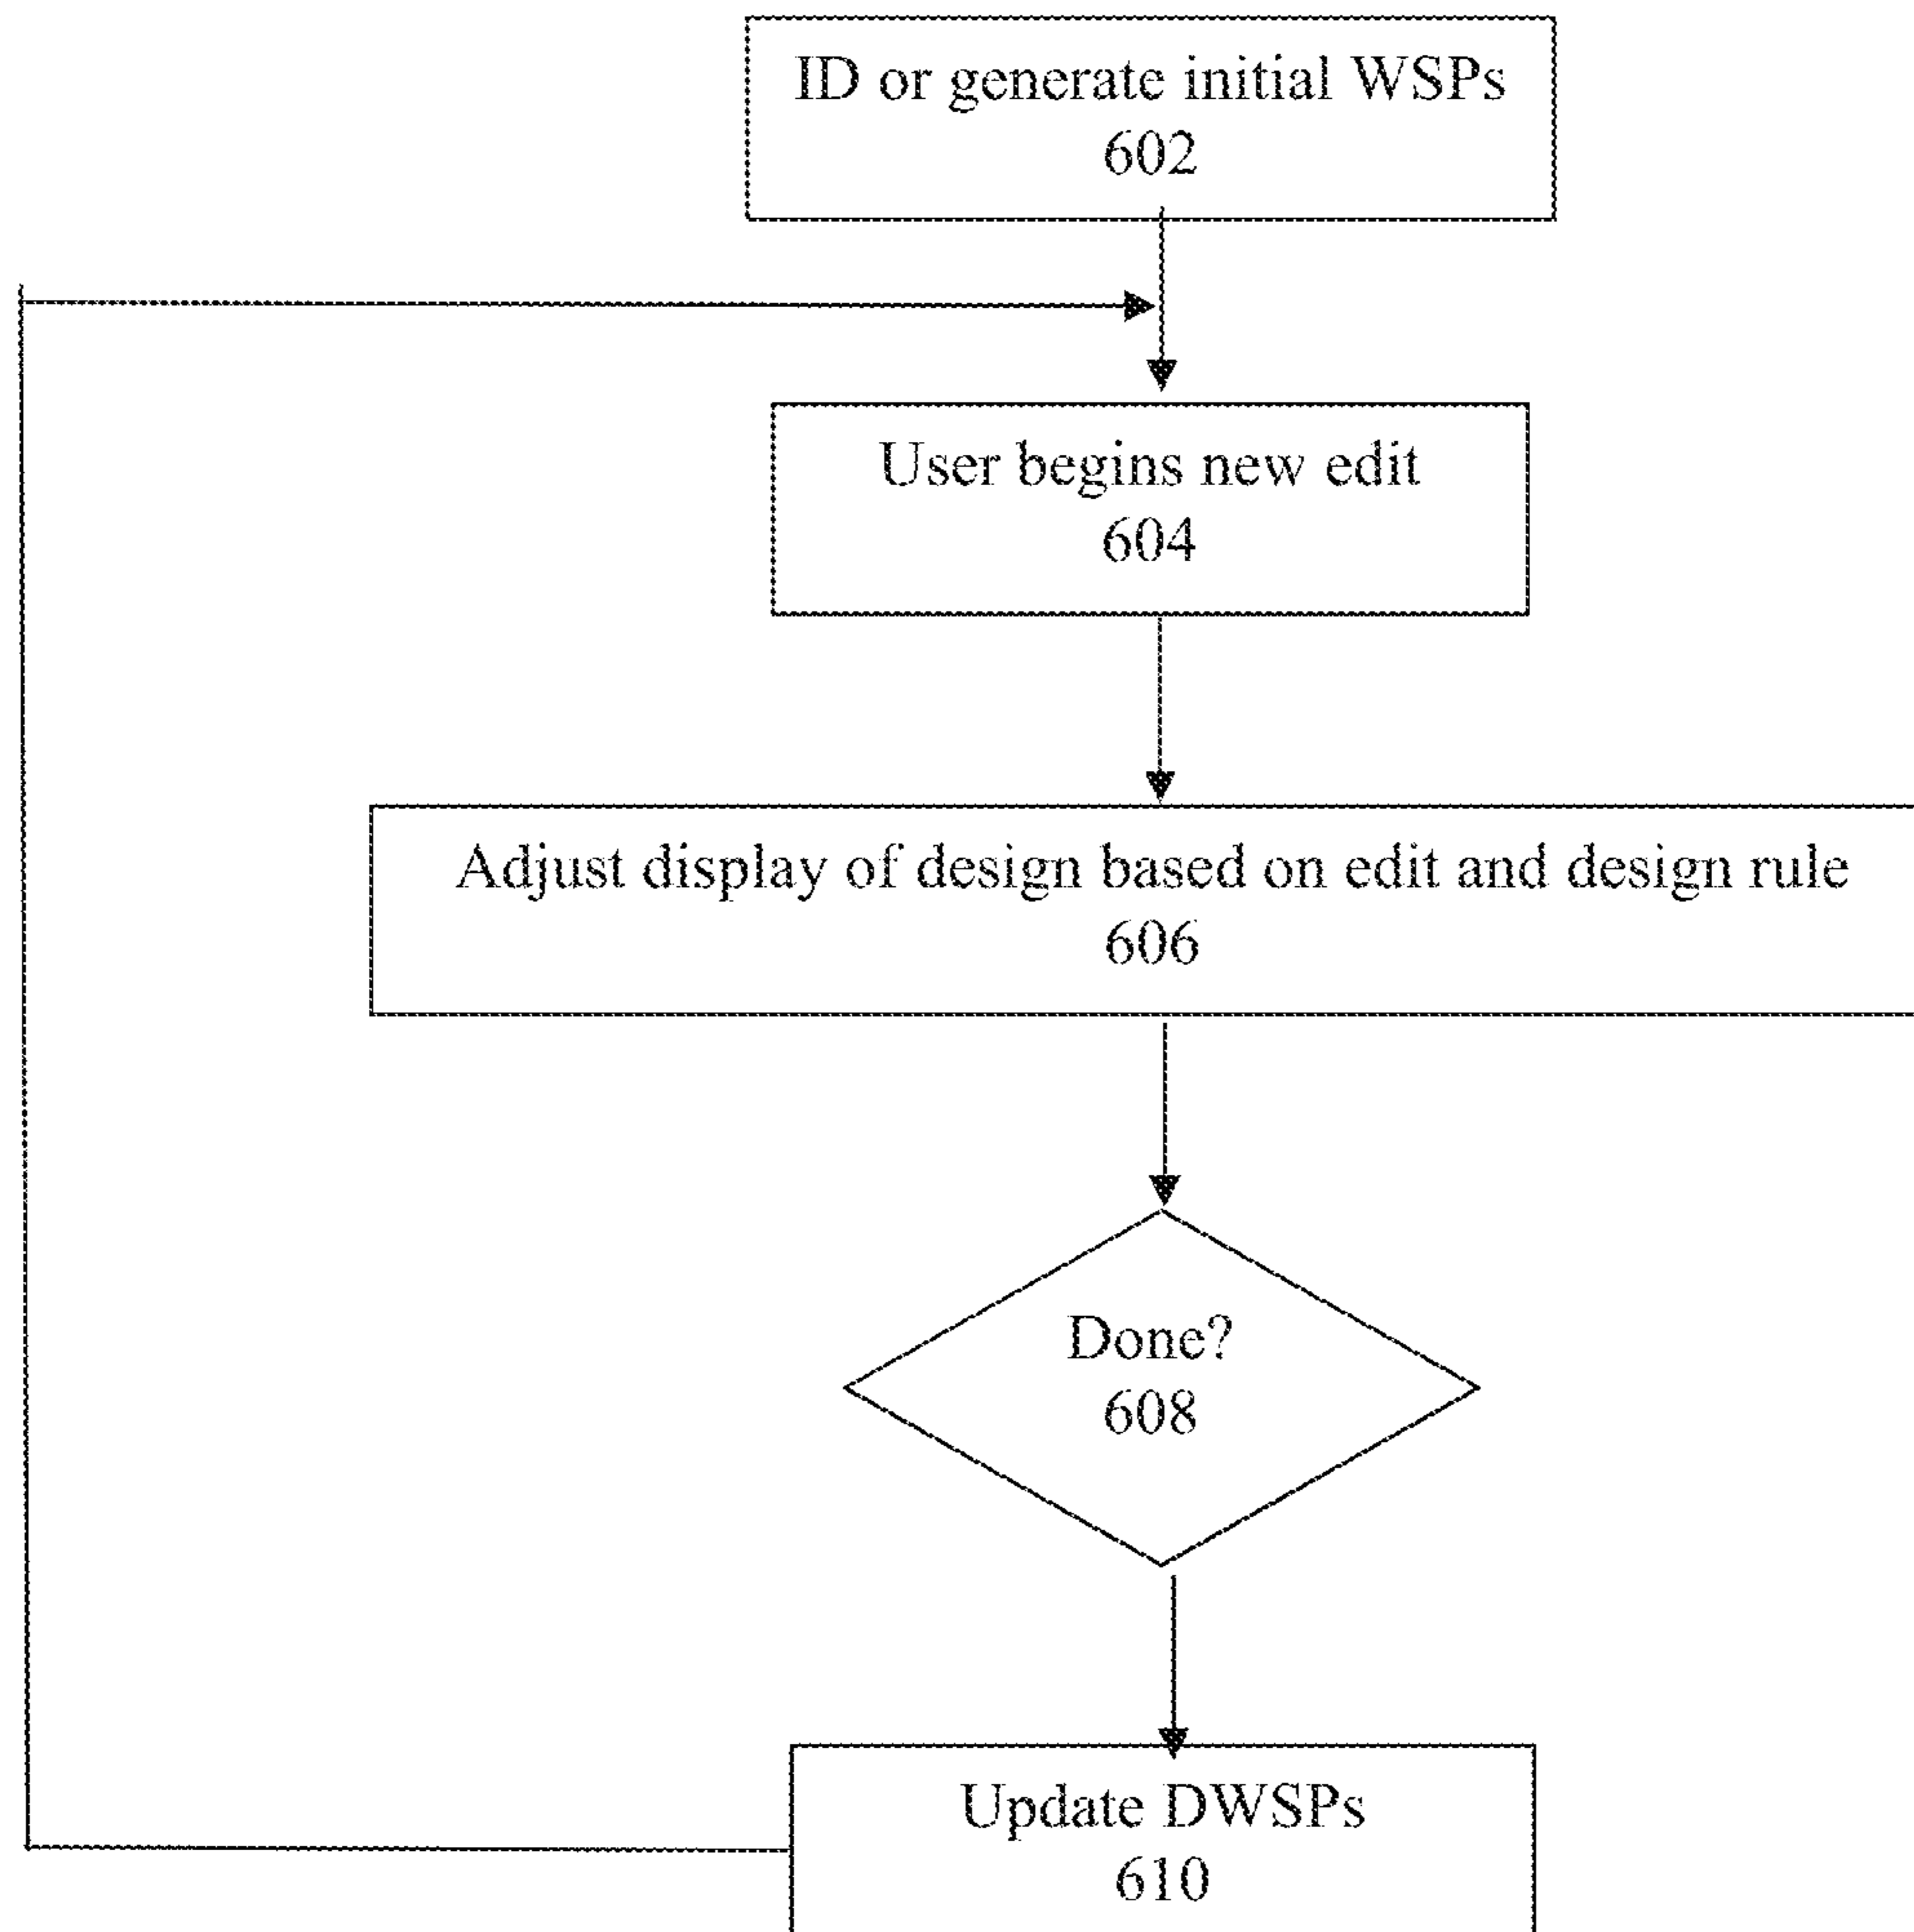 ID or generate initial WSPs
602
User begins new edit
604
Adjust display of design based on edit and design rule
606
Done?
608
Update DWSPs
610